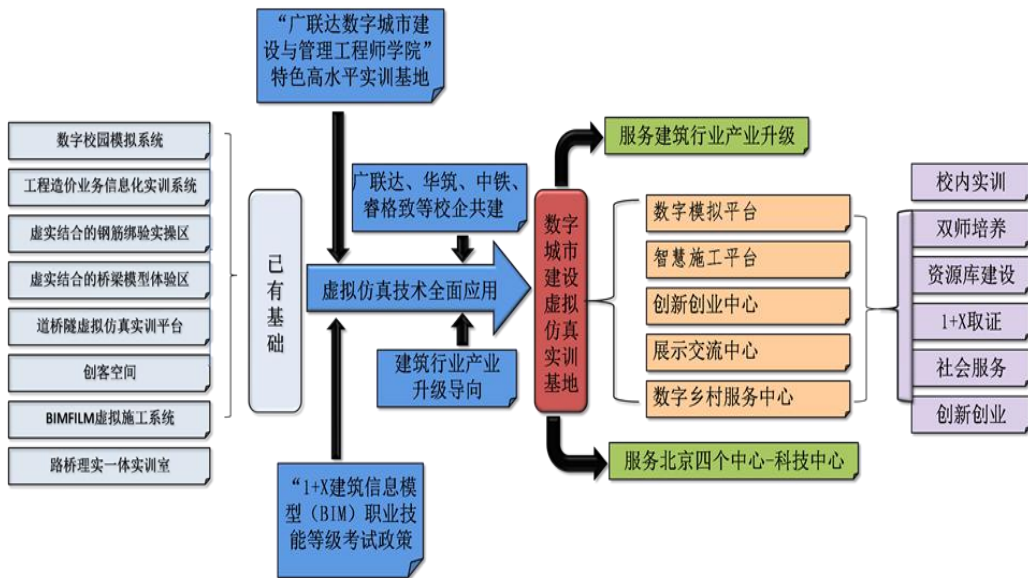 “广联达数字城市建
设与管理工程师学院”
特色高水平实训基地
数字校园模拟系统
工程造价业务信息化实训系统
虚实结合的钢筋绑验实操区
虚实结合的桥梁模型体验区
道桥隧虚拟仿真实训平台
创客空间
BIMFILM虚拟施工系统
路桥理实一体实训室
己
有
基
础
广联达、华筑、中铁、
睿格致等校企共建
虚拟仿真技术全面应用
建筑行业产业
升级导向
“1+X建筑信息模
型（BIM）职业技
能等级考试政策
服务建筑行业产业升级
数字
城市
建设
虚拟
仿真
实训
基地
数字模拟平台
智慧施工平台
创新创业中心
展示交流中心
数字乡村服务中心
服务北京四个中心-科技中心
校内实训
双师培养
资源库建设
1+X取证
社会服务
创新创业